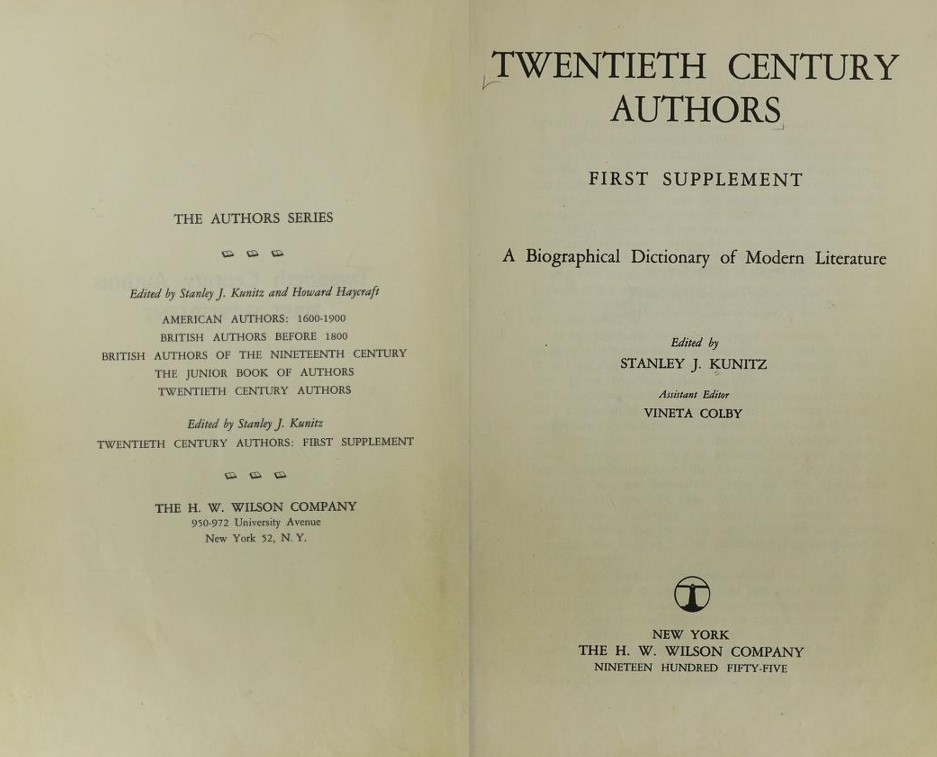 THE AUTHORS SERIES
Edited by Stanley J. Kunitz and Howard Haycraft
AMERICAN AUTHORS: 1600-1900
BRITISH AUTHORS BEFORE 1800
BRITISH AUTHORS OF THE NINETEENTH CENTURY
THE JUNIOR BOOK OF AUTHORS
TWENTIETH CENTURY AUTHORS
Edited by Stanley J. Kunitz
TWENTIETH CENTURY AUTHORS: FIRST SUPPLEMENT
THE H. W. WILSON COMPANY
950-972 University Avenue
New York 52, N. Y.
TWENTIETH CENTURY
AUTHORS
FIRST SUPPLEMENT
A Biographical Dictionary of Modern Literature
Edited by
STANLEY J. KUNITZ
Assistant Editor
VINETA COLBY
NEW YORK
THE H. W. WILSON COMPANY
NINETEEN HUNDRED FIFTY-FIVE